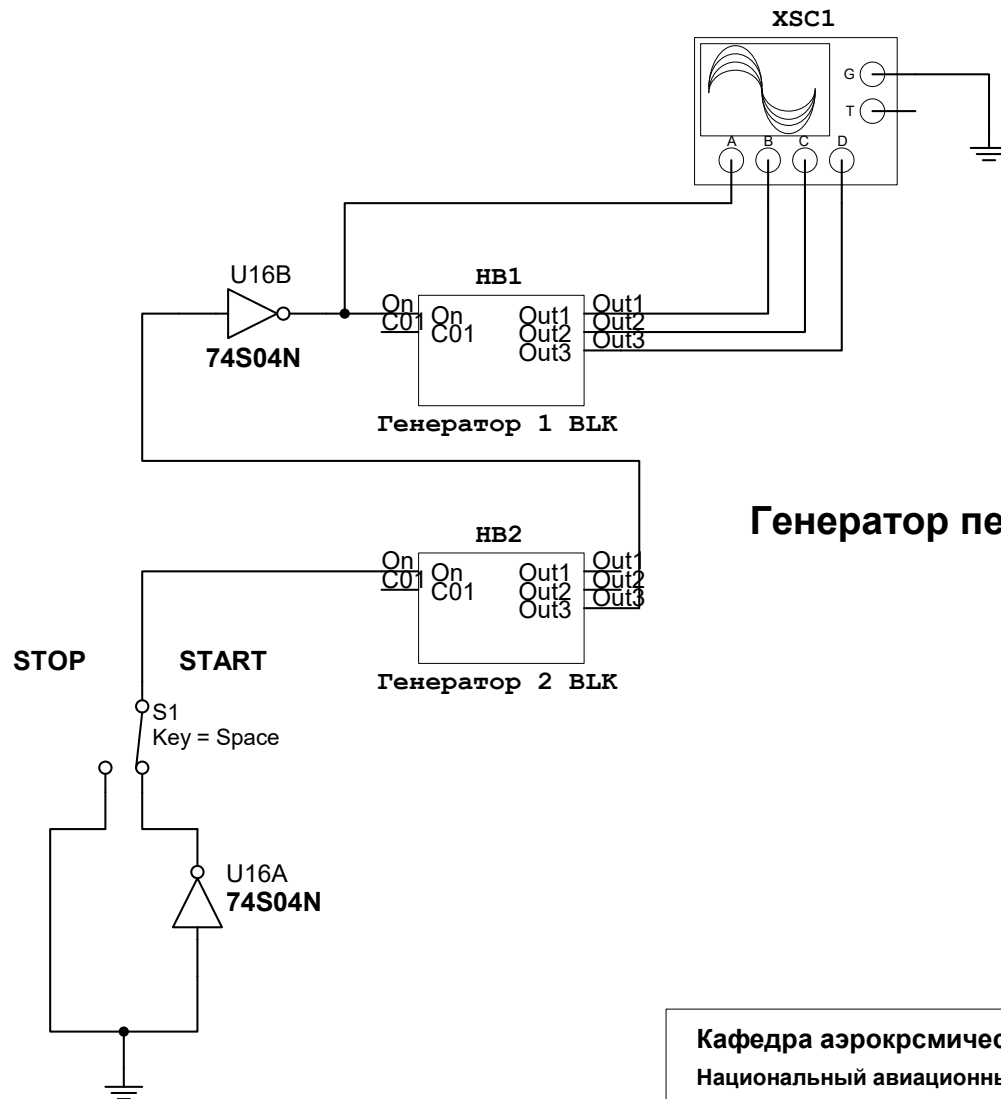 XSC1
G
T
A B C D
U16B
74S04N
HB1
On
C01
On
C01
Out1
Out2
Out3
Out1
Out2
Out3
Генератор 1 BLK
Генератор пе
HB2
On
C01
On
C01
Out1
Out2
Out3
Out1
Out2
Out3
Генератор 2 BLK
STOP
START
S1
Key = Space
U16A
74S04N
Кафедра аэрокрсмичес
Национальный авиационны